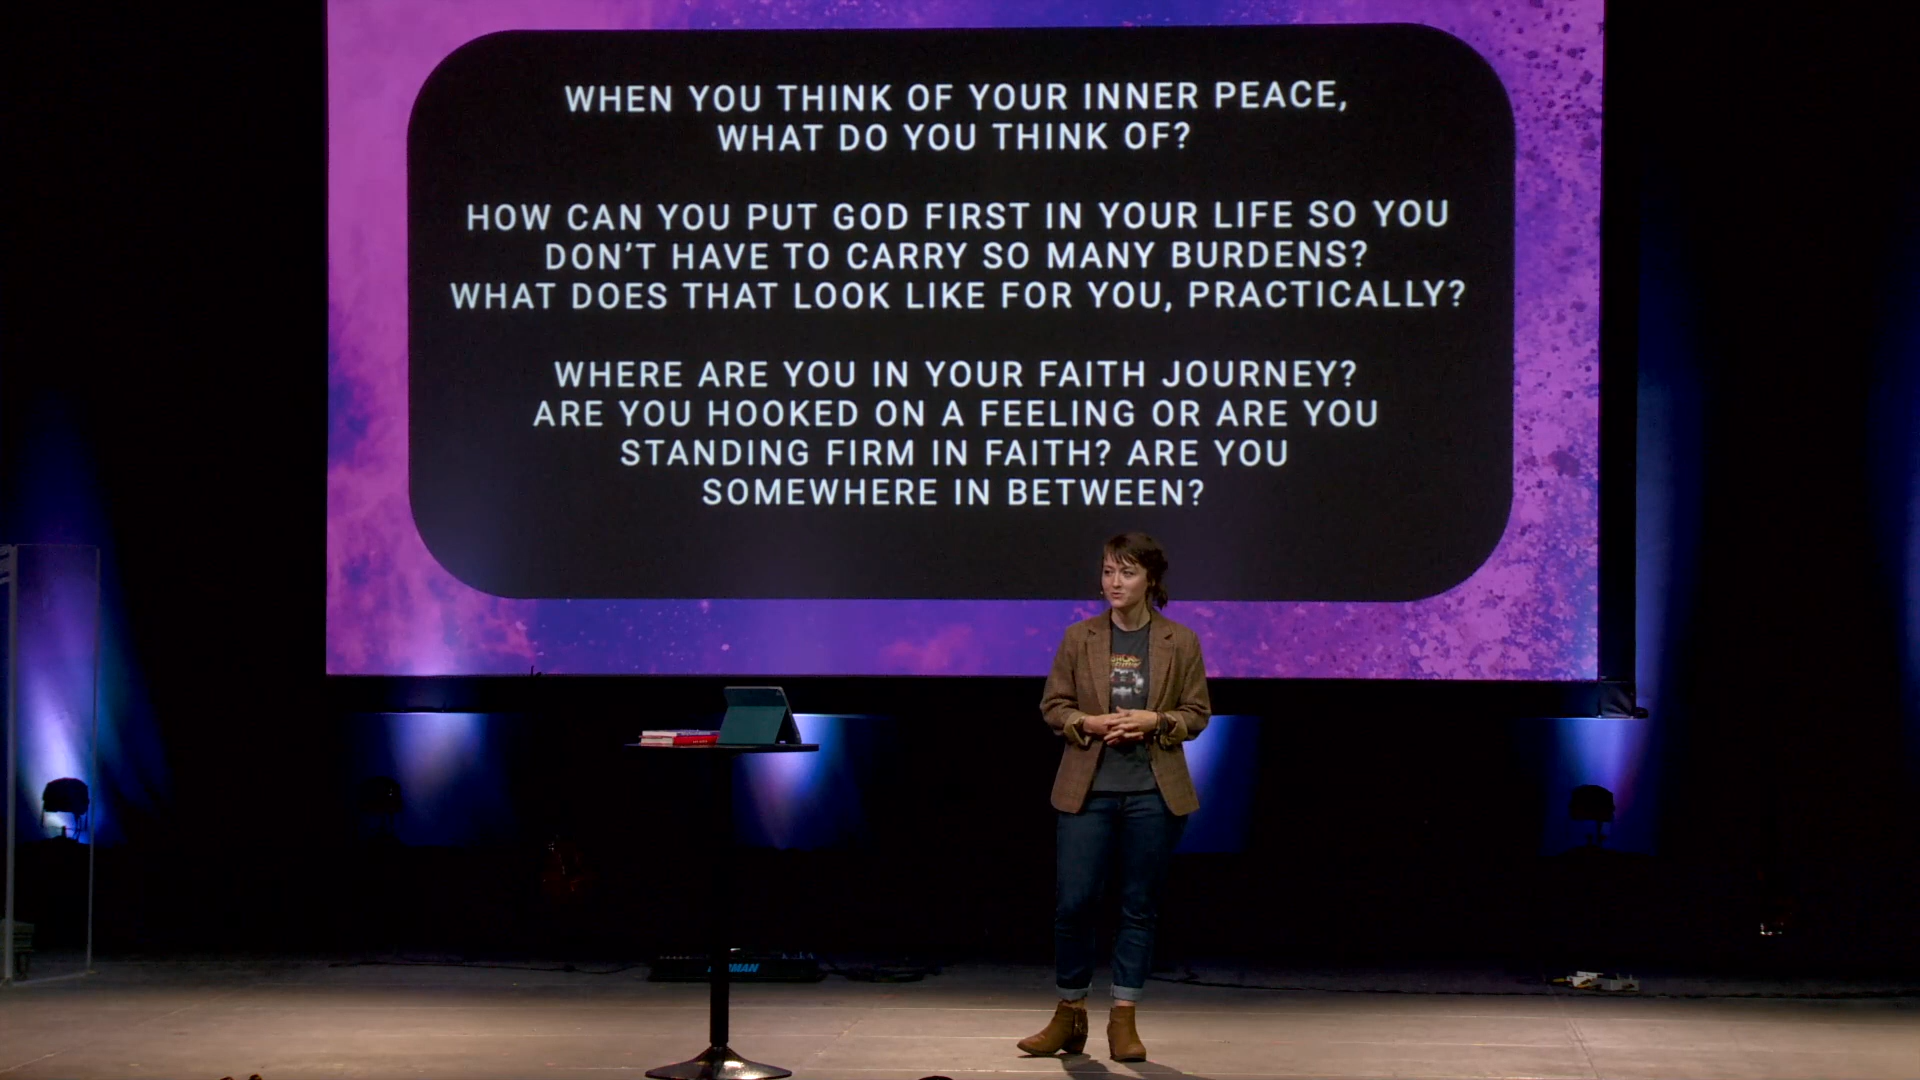 WHEN YOU THINK OF YOUR INNER PEACE,
WHAT DO YOU THINK OF?
HOW CAN YOU PUT GOD FIRST IN YOUR LIFE SO YOU
DON'T HAVE TO CARRY SO MANY BURDENS?
WHAT DOES THAT LOOK LIKE FOR YOU, PRACTICALLY?
WHERE ARE YOU IN YOUR FAITH JOURNEY?
ARE YOU HOOKED ON A FEELING OR ARE YOU
STANDING FIRM IN FAITH? ARE YOU
SOMEWHERE IN BETWEEN?